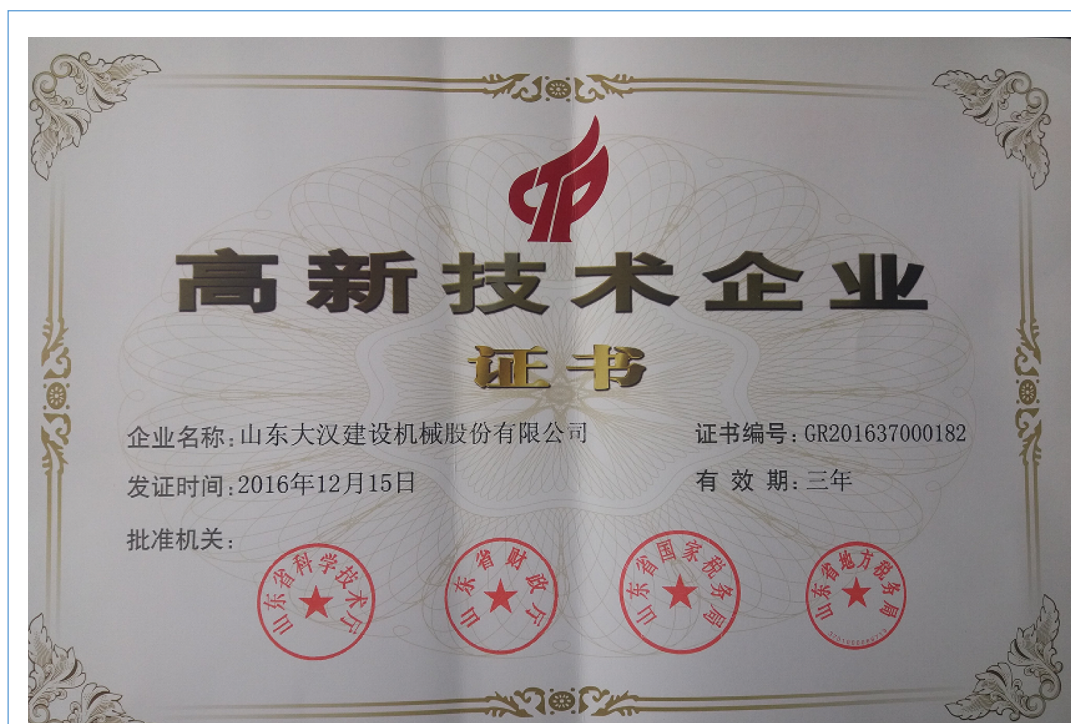 高新技术企业
证书
企业名称:山东大汉建设机械股份有限公司
证书编号:GR201637000182
发证时间:2016年12月15日
有效期:三年
批准机关:
山东省科学技术厅
山东省财政厅
山东省国家税务局
山东省地方税务局